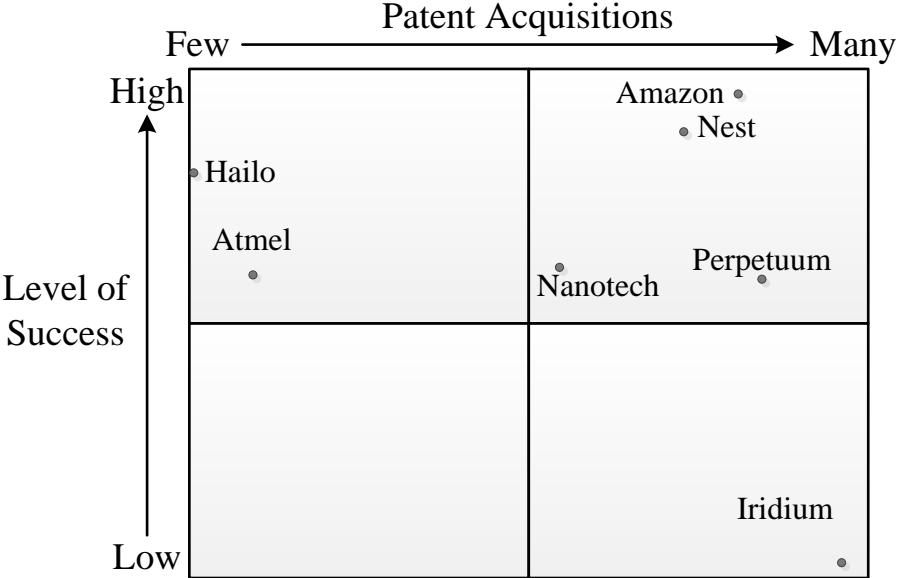 Patent Acquisitions
Few
Many
High
Amazon
Nest
Hailo
Atmel
Perpetuum
Nanotech
Level of
Success
Iridium
Low